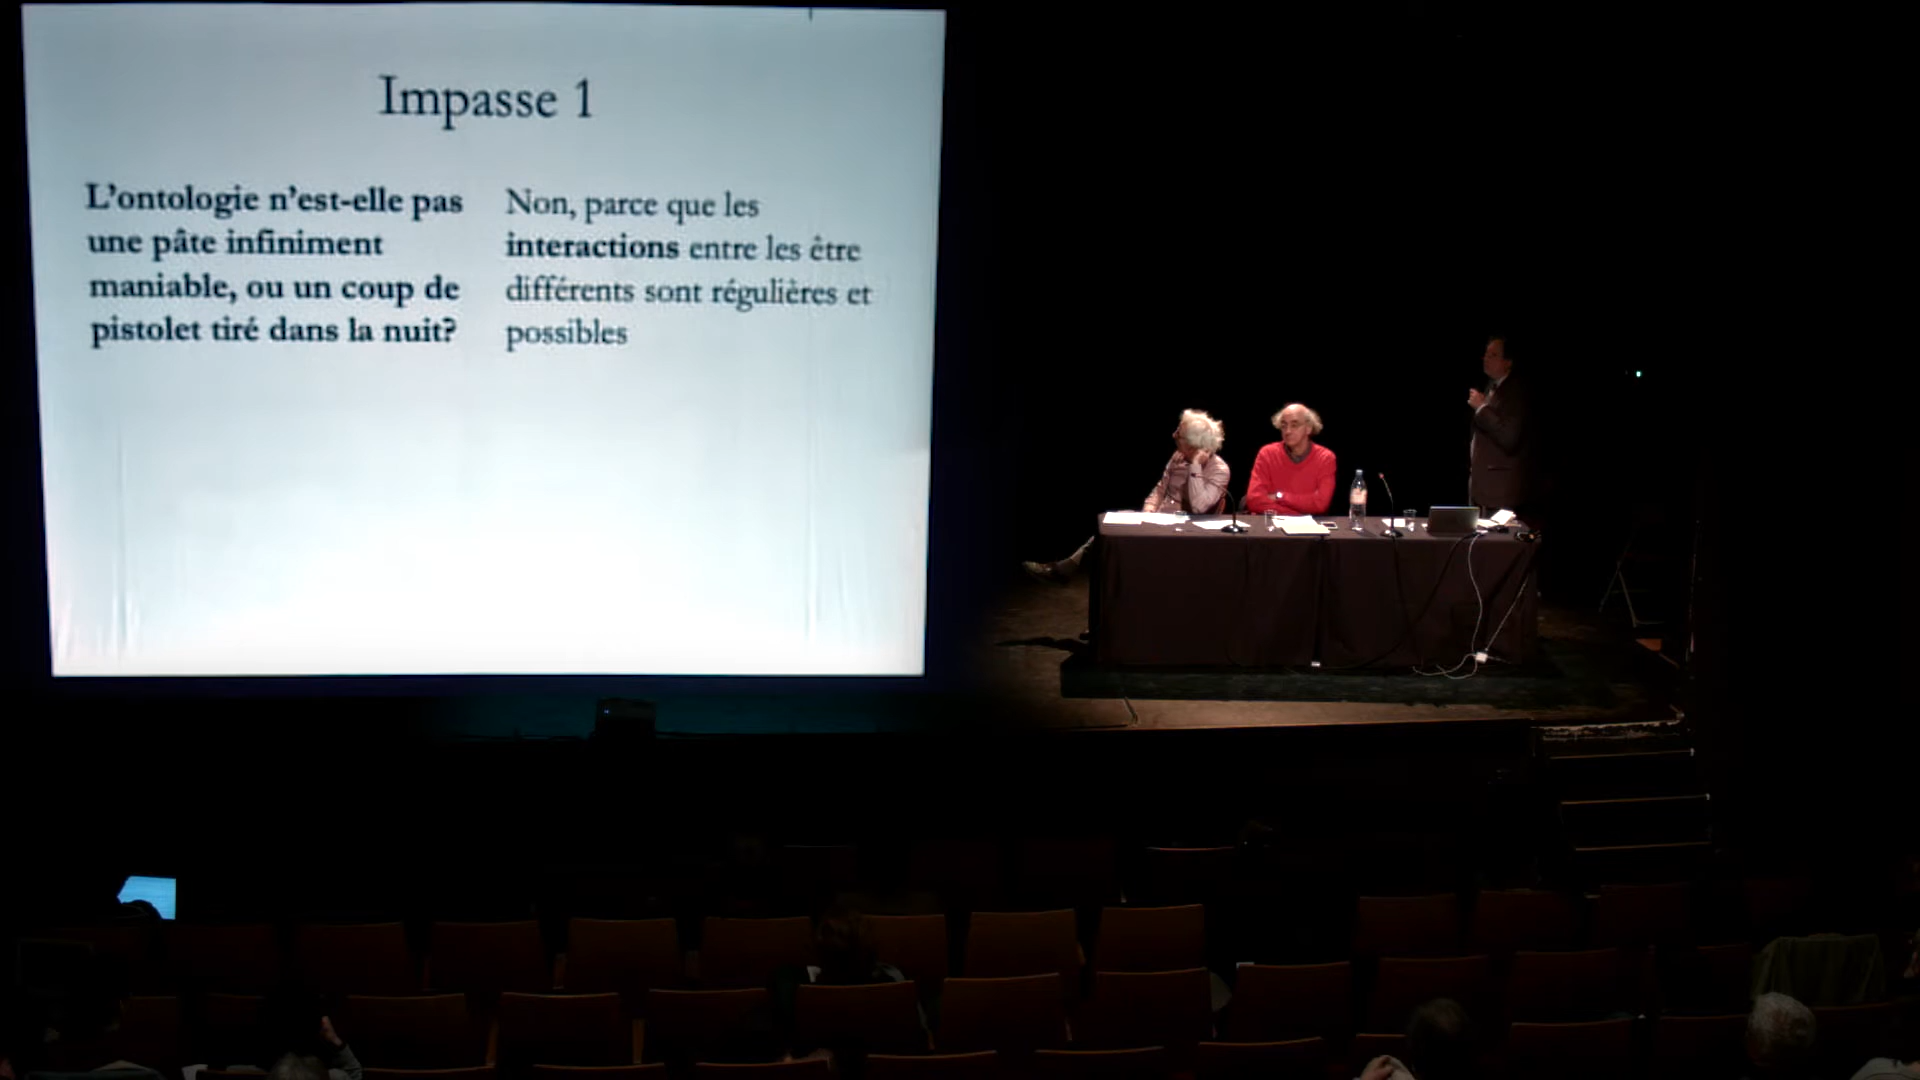 Impasse 1
L'ontologie n'est-elle pas
une pâte infiniment
maniable, ou un coup de
pistolet tiré dans la nuit?
Non, parce que les
interactions entre les être
différents sont régulières et
possibles